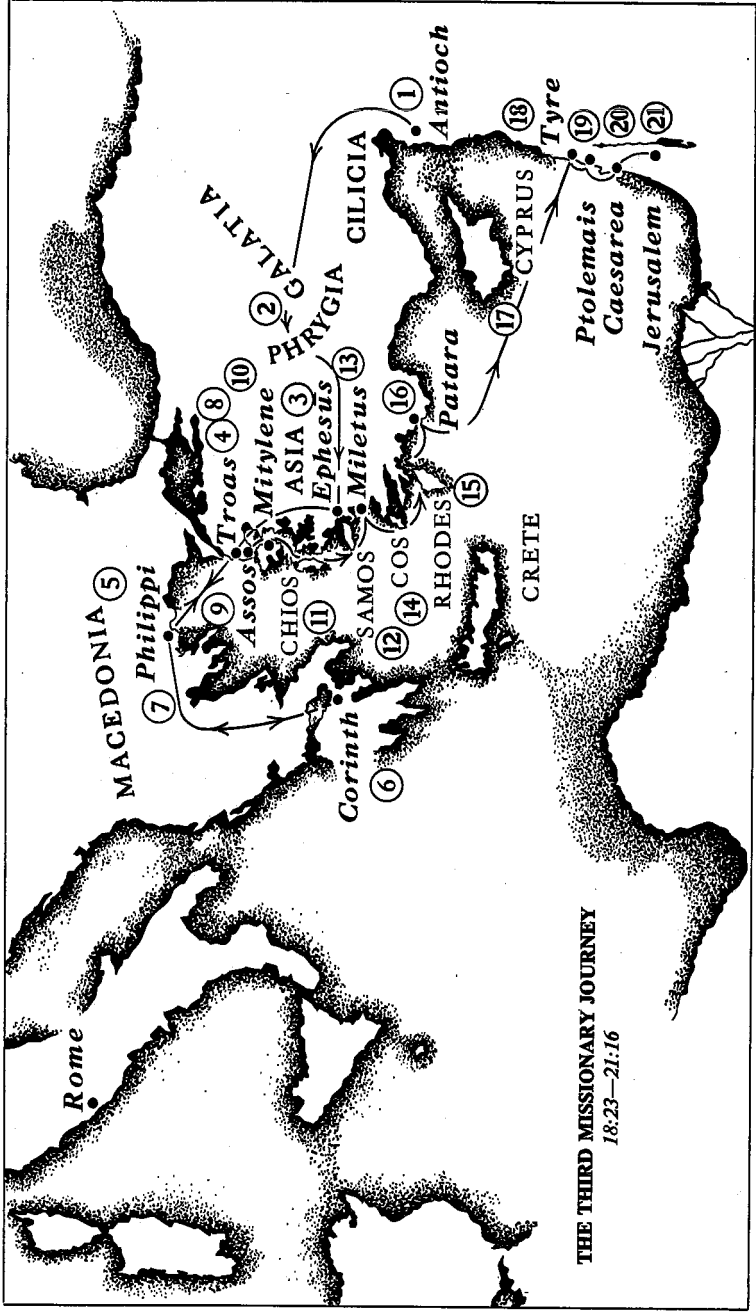 MACEDONIA
5
Rome
Philippi
7
9
Troas
4
8
Assos
Mitylene
10
CHIOS
11
ASIA
3
Ephesus
13
PHRYGIA
2
GALATIA
CILICIA
1
Antioch
Corinth
6
SAMOS
12
Miletus
COS
14
16
RHODES
15
Patara
17
CYPRUS
18
CRETE
Tyre
19
Ptolemais
20
Caesarea
21
Jerusalem
THE THIRD MISSIONARY JOURNEY
18:23—21:16